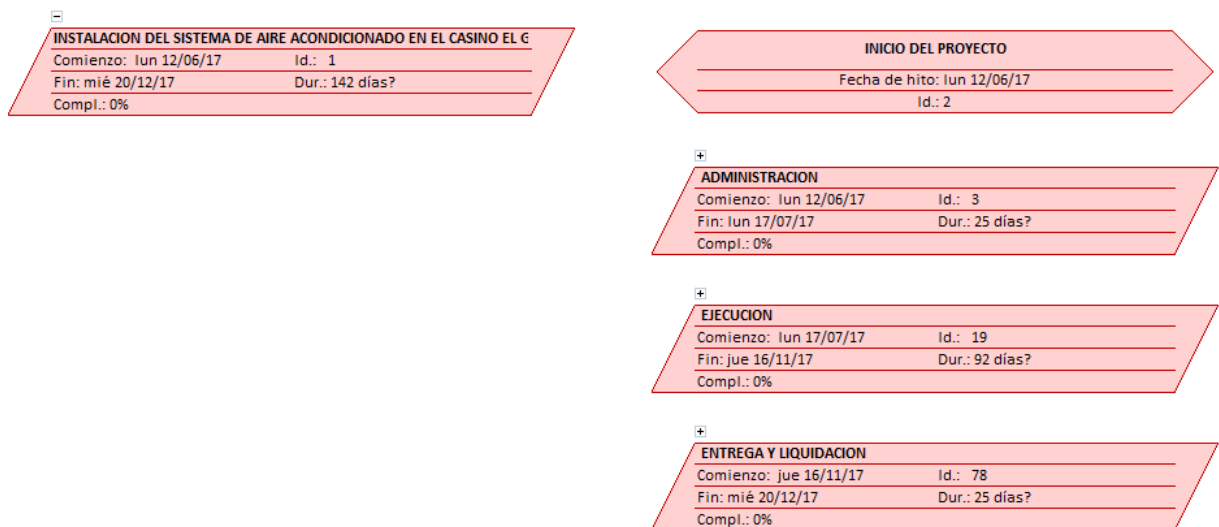 INSTALACION DEL SISTEMA DE AIRE ACONDICIONADO EN EL CASINO EL G
Comienzo: lun 12/06/17 Id.: 1
Fin: mié 20/12/17 Dur.: 142 días?
Compl.: 0%
INICIO DEL PROYECTO
Fecha de hito: lun 12/06/17
Id.: 2
ADMINISTRACION
Comienzo: lun 12/06/17 Id.: 3
Fin: lun 17/07/17 Dur.: 25 días?
Compl.: 0%
EJECUCION
Comienzo: lun 17/07/17 Id.: 19
Fin: jue 16/11/17 Dur.: 92 días?
Compl.: 0%
ENTREGA Y LIQUIDACION
Comienzo: jue 16/11/17 Id.: 78
Fin: mié 20/12/17 Dur.: 25 días?
Compl.: 0%